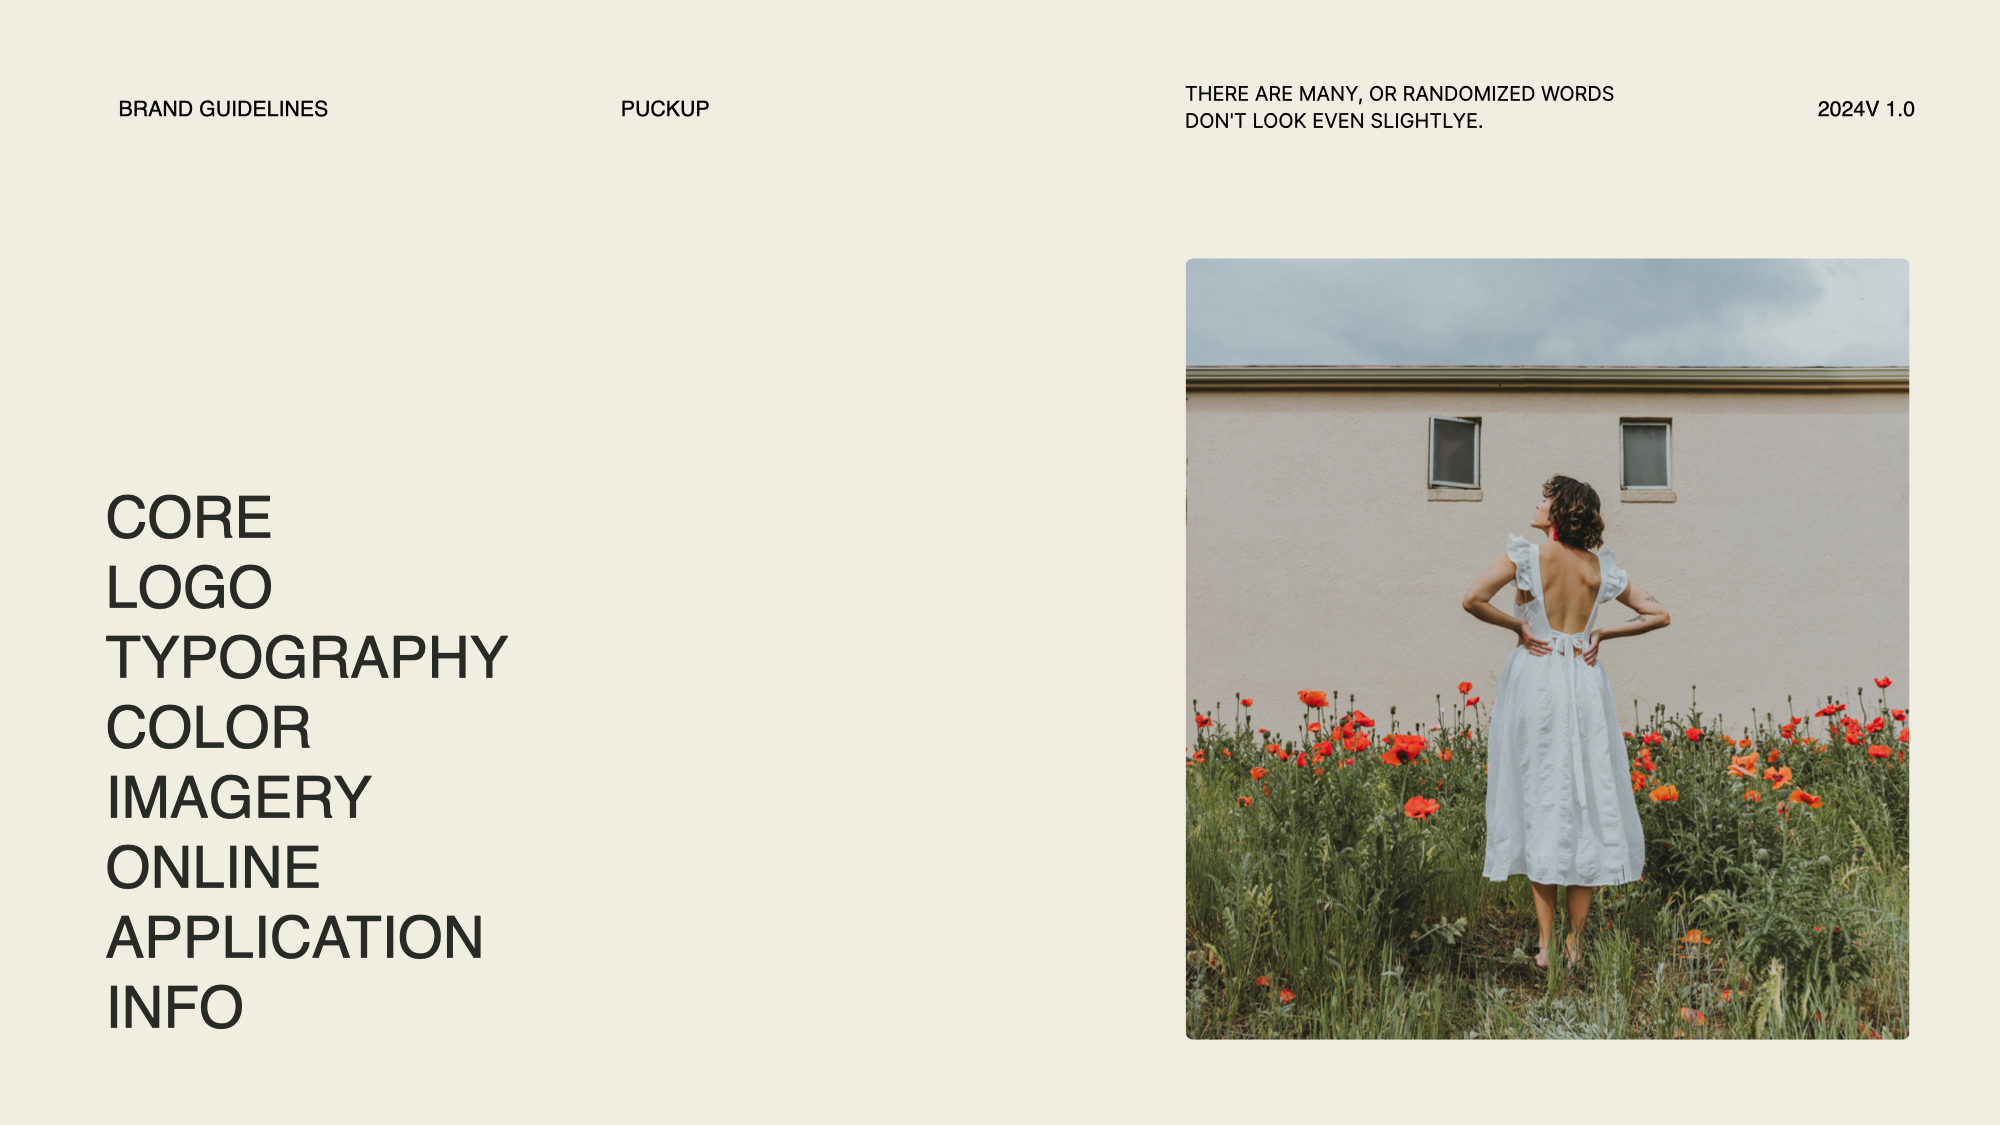 BRAND GUIDELINES
PUCKUP
THERE ARE MANY, OR RANDOMIZED WORDS
DON'T LOOK EVEN SLIGHTLYE.
2024V 1.0
CORE
LOGO
TYPOGRAPHY
COLOR
IMAGERY
ONLINE
APPLICATION
INFO